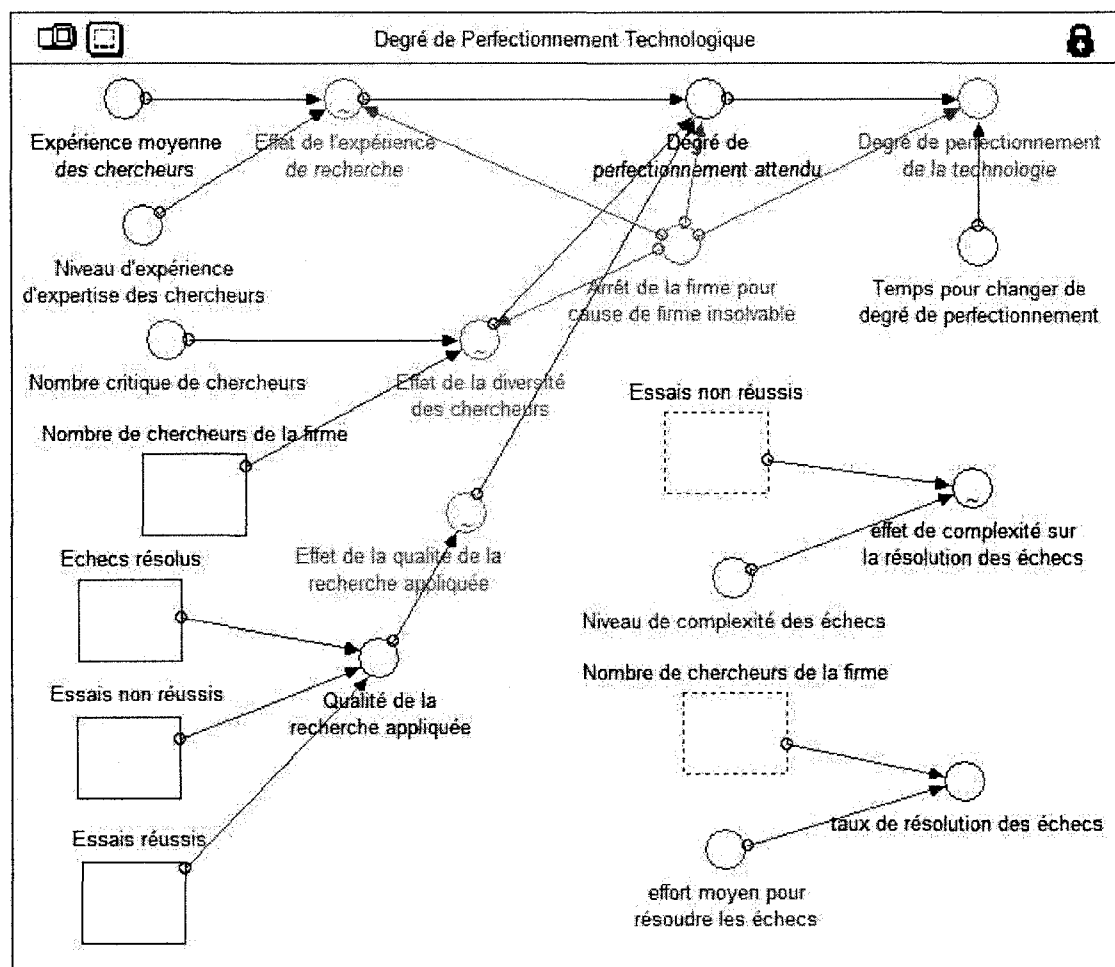 Degré de Perfectionnement Technologique
Expérience moyenne
des chercheurs
Effet de l'expérience
de recherche
Degré de
perfectionnement attendu
Degré de perfectionnement
de la technologie
Niveau d'expérience
d'expertise des chercheurs
Arrêt de la firme pour
cause de firme insolvable
Temps pour changer de
degré de perfectionnement
Nombre critique de chercheurs
Effet de la diversité
des chercheurs
Essais non réussis
Nombre de chercheurs de la firme
effet de complexité sur
la résolution des échecs
Echecs résolus
Effet de la qualité de la
recherche appliquée
Niveau de complexité des échecs
Essais non réussis
Qualité de la
recherche appliquée
Nombre de chercheurs de la firme
Essais réussis
taux de résolution des échecs
effort moyen pour
résoudre les échecs